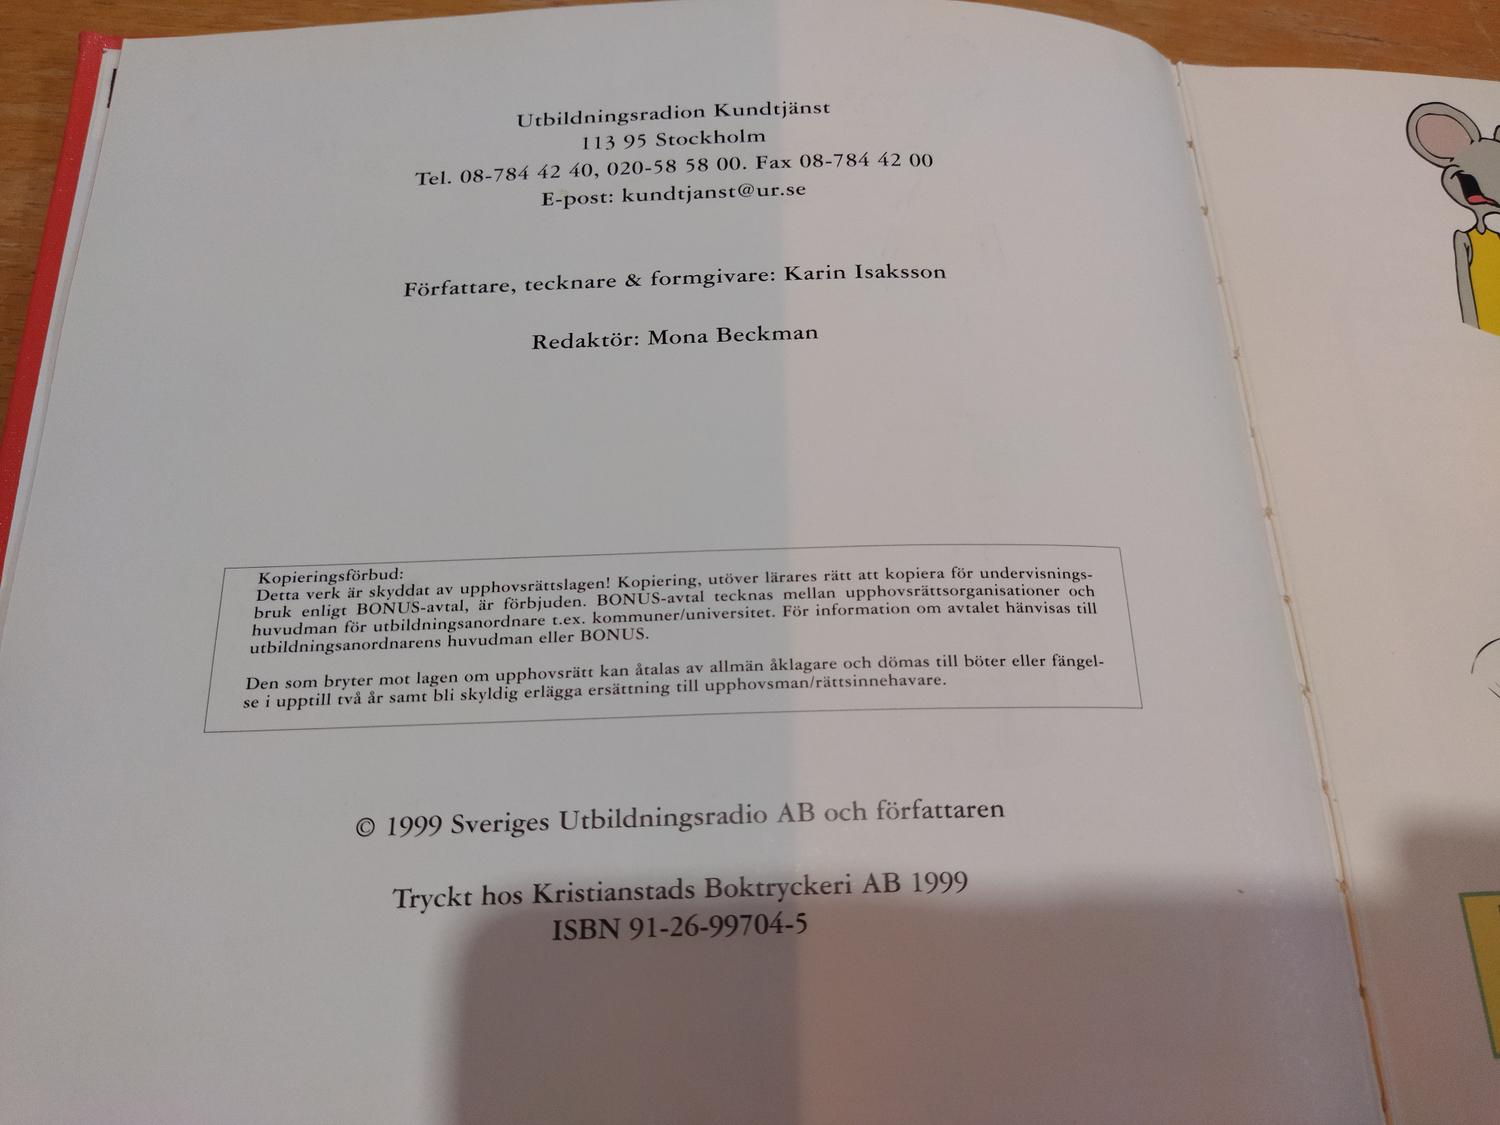 Utbildningsradion Kundtjänst
113 95 Stockholm
Tel. 08-784 42 40, 020-58 58 00. Fax 08-784 42 00
E-post: kundtjanst@ur.se
Författare, tecknare & formgivare: Karin Isaksson
Redaktör: Mona Beckman
Kopieringsförbud:
Detta verk är skyddat av upphovsrättslagen! Kopiering, utöver lärares rätt att kopiera för undervisnings-
bruk enligt BONUS-avtal, är förbjuden. BONUS-avtal tecknas mellan upphovsrättsorganisationer och
huvudman för utbildningsanordnare t.ex. kommuner/universitet. För information om avtalet hänvisas till
utbildningsanordnarens huvudman eller BONUS.
Den som bryter mot lagen om upphovsrätt kan åtalas av allmän åklagare och dömas till böter eller fängel-
se i upptill två år samt bli skyldig erlägga ersättning till upphovsman/rättsinnehavare.
© 1999 Sveriges Utbildningsradio AB och författaren
Tryckt hos Kristianstads Boktryckeri AB 1999
ISBN 91-26-99704-5